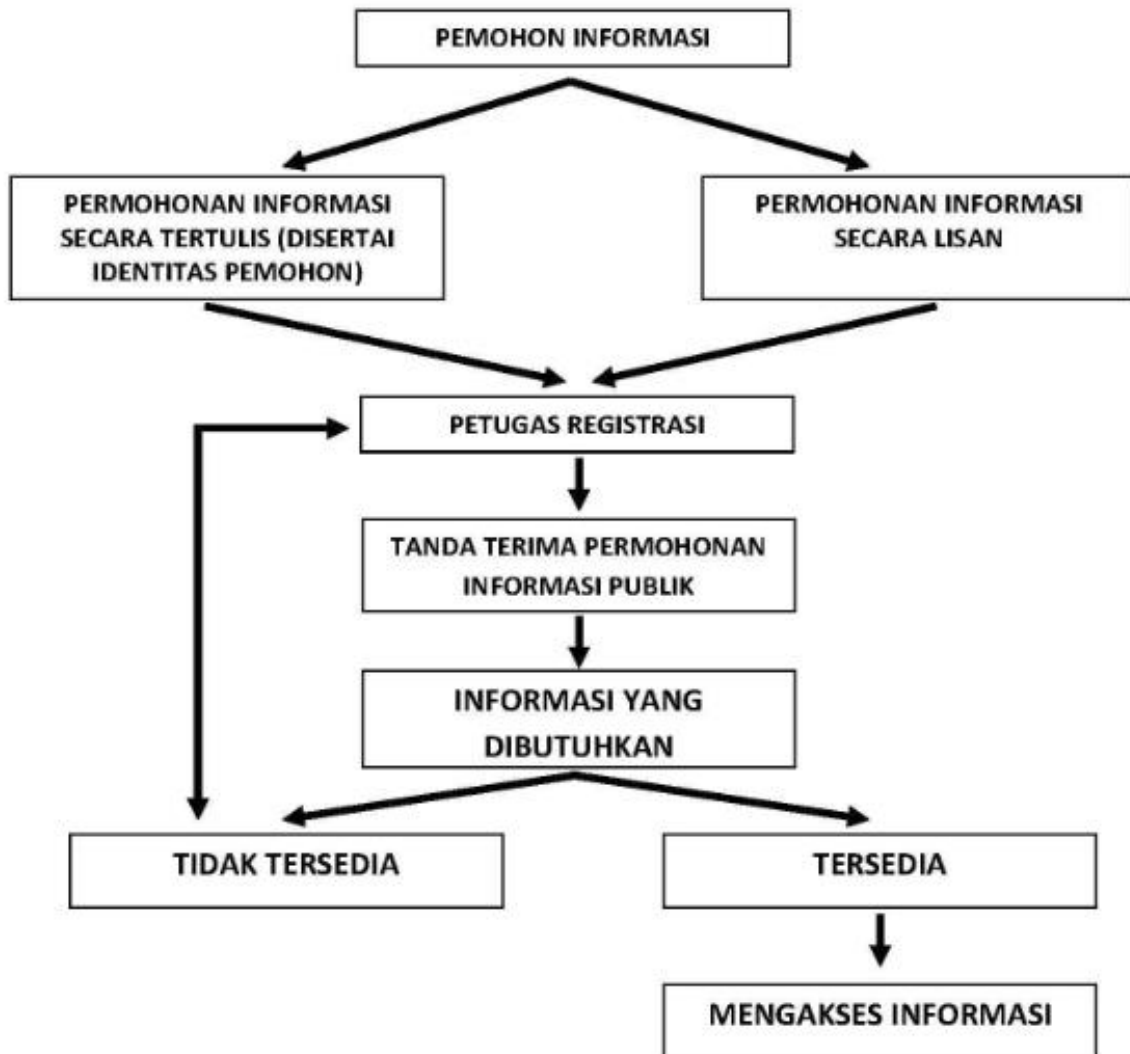 PEMOHON INFORMASI
PERMOHONAN INFORMASI
SECARA TERTULIS (DISERTAI
IDENTITAS PEMOHON)
PERMOHONAN INFORMASI
SECARA LISAN
PETUGAS REGISTRASI
TANDA TERIMA PERMOHONAN
INFORMASI PUBLIK
INFORMASI YANG
DIBUTUHKAN
TIDAK TERSEDIA
TERSEDIA
MENGAKSES INFORMASI